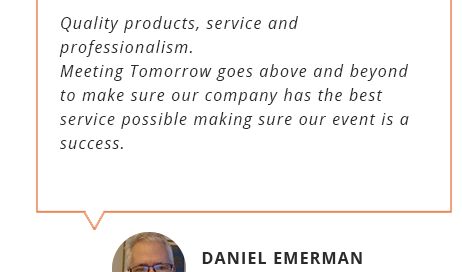 Quality products, service and
professionalism.
Meeting Tomorrow goes above and beyond
to make sure our company has the best
service possible making sure our event is a
success.
DANIEL EMERMAN